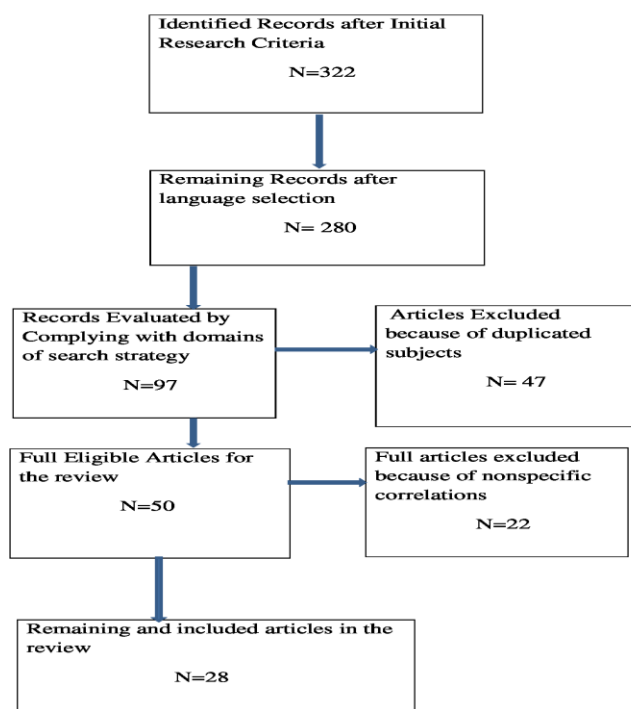 Identified Records after Initial
Research Criteria
N=322
Remaining Records after
language selection
N= 280
Records Evaluated by
Complying with domains
of search strategy
N=97
Articles Excluded
because of duplicated
subjects
N= 47
Full Eligible Articles for
the review
N=50
Full articles excluded
because of nonspecific
correlations
N=22
Remaining and included articles in the
review
N=28